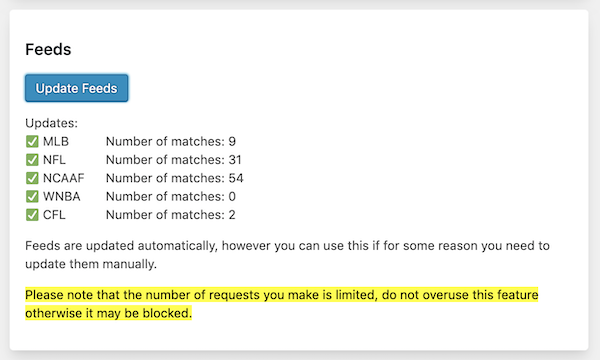 Feeds
Update Feeds
Updates:
✅ MLB Number of matches: 9
✅ NFL Number of matches: 31
✅ NCAAF Number of matches: 54
✅ WNBA Number of matches: 0
✅ CFL Number of matches: 2
Feeds are updated automatically, however you can use this if for some reason you need to
update them manually.
Please note that the number of requests you make is limited, do not overuse this feature
otherwise it may be blocked.